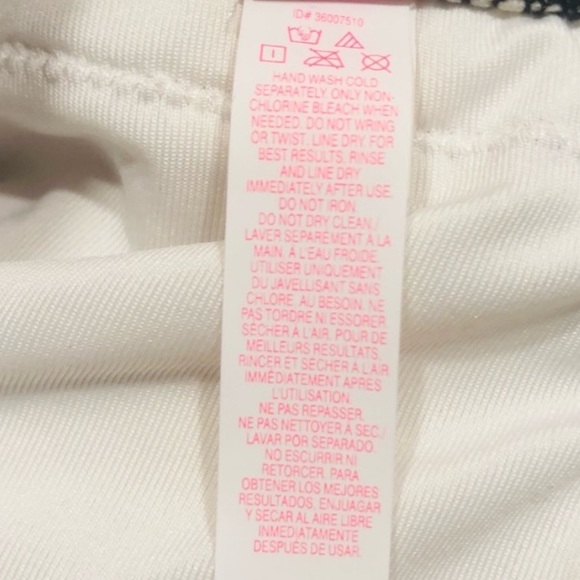 ID# 36007510
HAND WASH COLD
SEPARATELY. ONLY NON-
CHLORINE BLEACH WHEN
NEEDED. DO NOT WRING
OR TWIST. LINE DRY. FOR
BEST RESULTS, RINSE
AND LINE DRY
IMMEDIATELY AFTER USE.
DO NOT IRON.
DO NOT DRY CLEAN./
LAVER SÉPARÉMENT À LA
MAIN, À L'EAU FROIDE.
UTILISER UNIQUEMENT
DU JAVELLISANT SANS
CHLORE, AU BESOIN. NE
PAS TORDRE NI ESSORER.
SÉCHER À L'AIR. POUR DE
MEILLEURS RÉSULTATS,
RINCER ET SÉCHER À L'AIR
IMMÉDIATEMENT APRÈS
L'UTILISATION.
NE PAS REPASSER.
NE PAS NETTOYER À SEC./
LAVAR POR SEPARADO.
NO ESCURRIR NI
RETORCER. PARA
OBTENER LOS MEJORES
RESULTADOS, ENJUAGAR
Y SECAR AL AIRE LIBRE
INMEDIATAMENTE
DESPUÉS DE USAR.